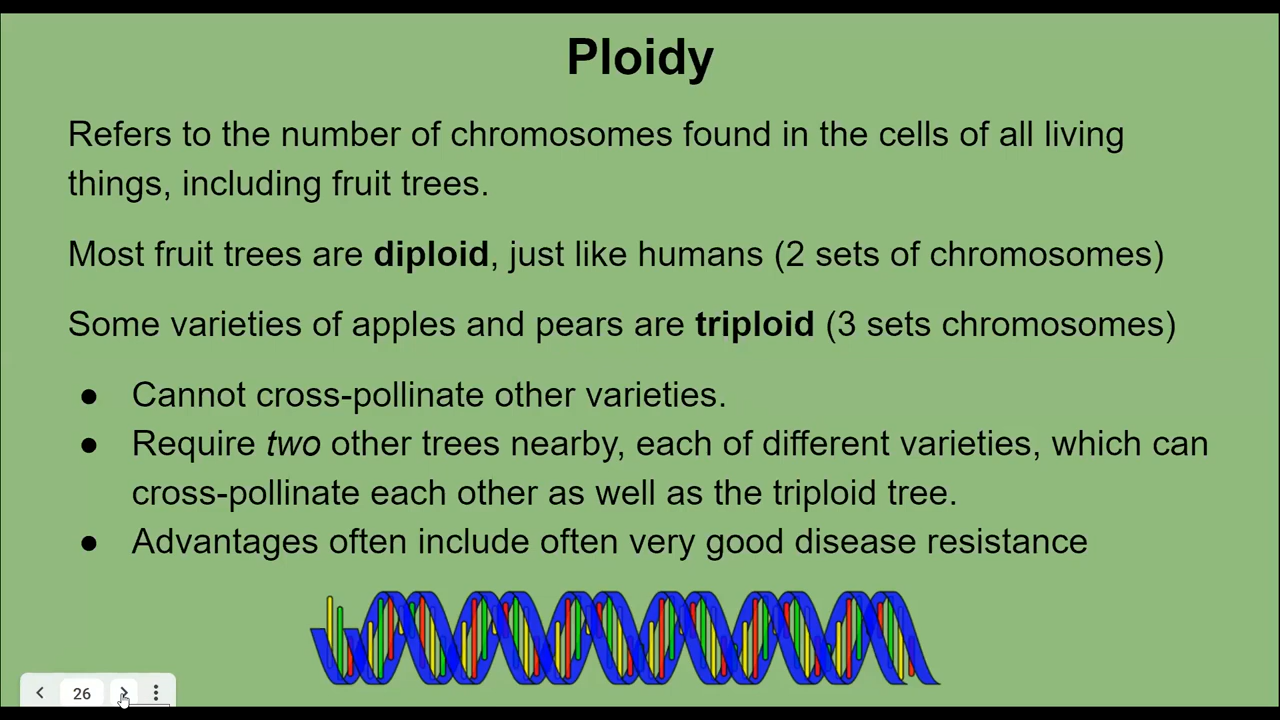 Ploidy
Refers to the number of chromosomes found in the cells of all living
things, including fruit trees.
Most fruit trees are diploid, just like humans (2 sets of chromosomes)
Some varieties of apples and pears are triploid (3 sets chromosomes)
● Cannot cross-pollinate other varieties.
● Require two other trees nearby, each of different varieties, which can
cross-pollinate each other as well as the triploid tree.
● Advantages often include often very good disease resistance
26